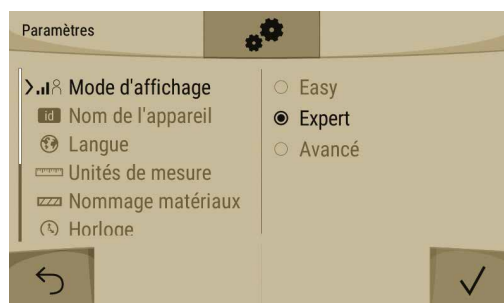 Paramètres
Mode d'affichage
id Nom de l'appareil
Langue
Unités de mesure
Nommage matériaux
Horloge
Easy
Expert
Avancé